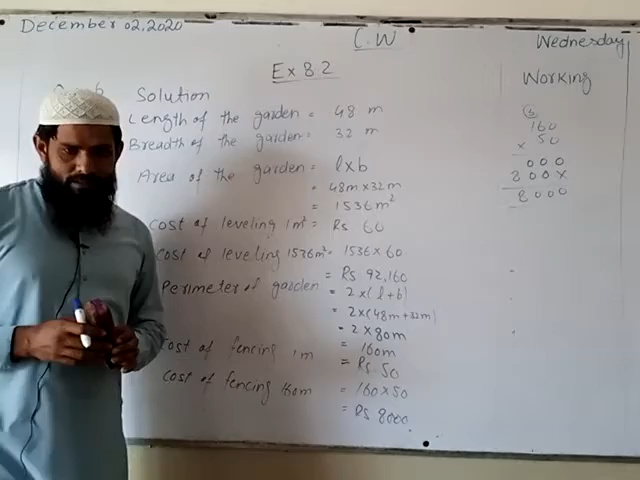 December 02, 2020
C.W
Wednesday
Ex 8.2
Working
Solution
Length of the garden = 48 m
Breadth of the garden = 32 m
Area of the garden = l×b
= 48m×32m
= 1536m²
Cost of leveling 1m² = Rs 60
Cost of leveling 1536m² = 1536×60
= Rs 92,160
Perimeter of garden = 2×(l+b)
= 2×(48m+32m)
= 2×80m
= 160m
Cost of fencing 1m = Rs 50
Cost of fencing 160m = 160×50
= Rs 8000
160
× 50
000
800×
8000